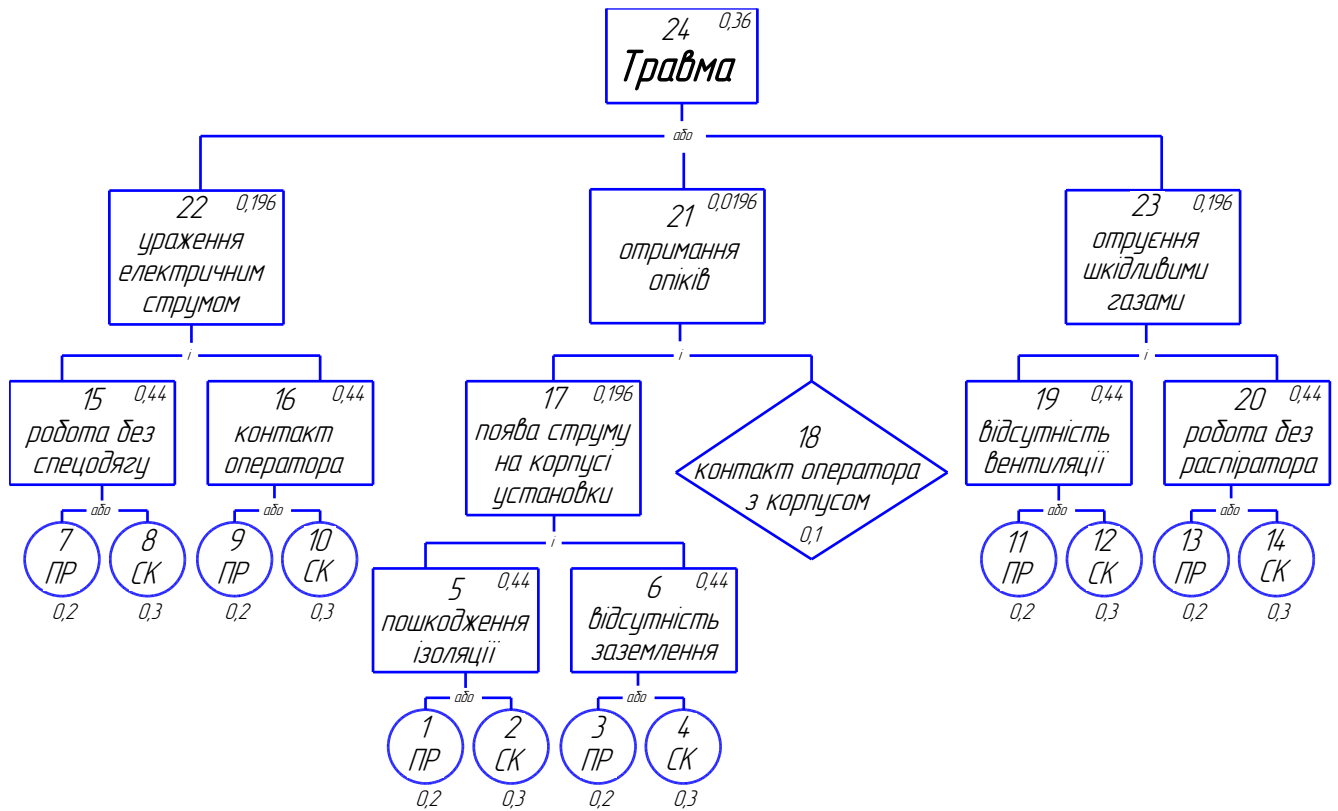 24 0,36
Травма
або
22 0,196
ураження
електричним
струмом
21 0,0196
отримання
опіків
23 0,196
отруєння
шкідливими
газами
і
і
і
15 0,44
робота без
спецодягу
16 0,44
контакт
оператора
17 0,196
поява струму
на корпусі
установки
18
контакт оператора
з корпусом
0,1
19 0,44
відсутність
вентиляції
20 0,44
робота без
распіратора
або
або
або
або
7
ПР
0,2
8
СК
0,3
9
ПР
0,2
10
СК
0,3
11
ПР
0,2
12
СК
0,3
13
ПР
0,2
14
СК
0,3
і
5 0,44
пошкодження
ізоляції
6 0,44
відсутність
заземлення
або
або
1
ПР
0,2
2
СК
0,3
3
ПР
0,2
4
СК
0,3